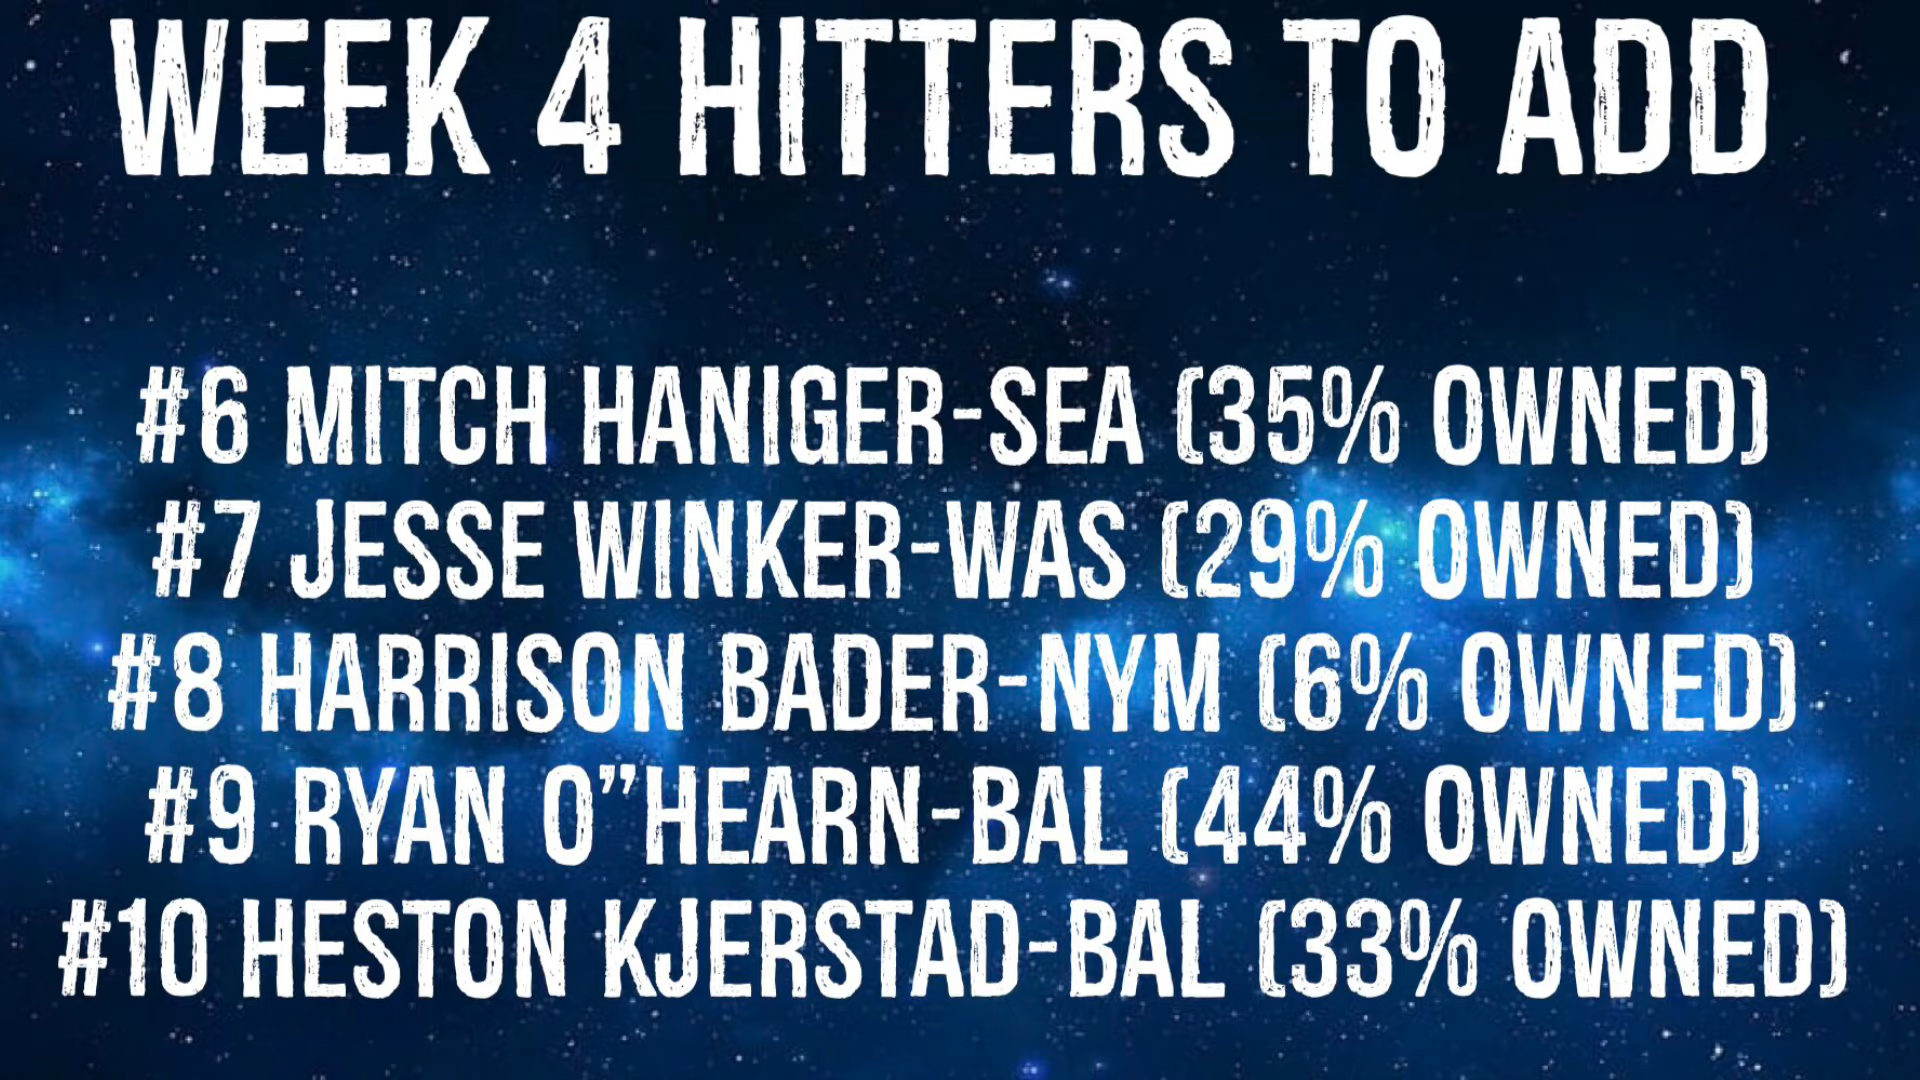 WEEK 4 HITTERS TO ADD
#6 MITCH HANIGER-SEA (35% OWNED)
#7 JESSE WINKER-WAS (29% OWNED)
#8 HARRISON BADER-NYM (6% OWNED)
#9 RYAN O”HEARN-BAL (44% OWNED)
#10 HESTON KJERSTAD-BAL (33% OWNED)